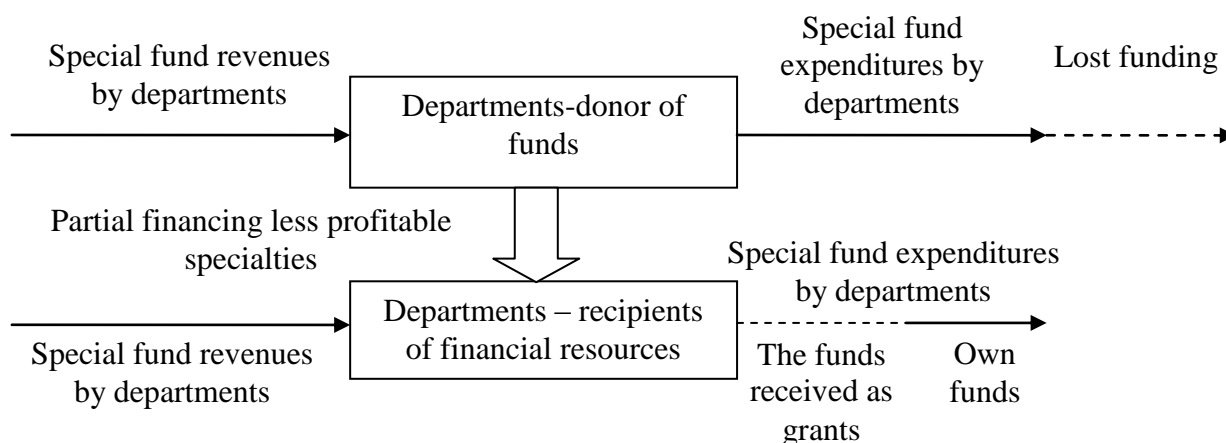 Special fund revenues
by departments
Departments-donor of
funds
Special
fund
expenditures by
departments
Lost funding
Partial financing less profitable
specialties
Special fund expenditures
by departments
Departments – recipients
of financial resources
Special fund revenues
by departments
The funds
received as
grants
Own
funds